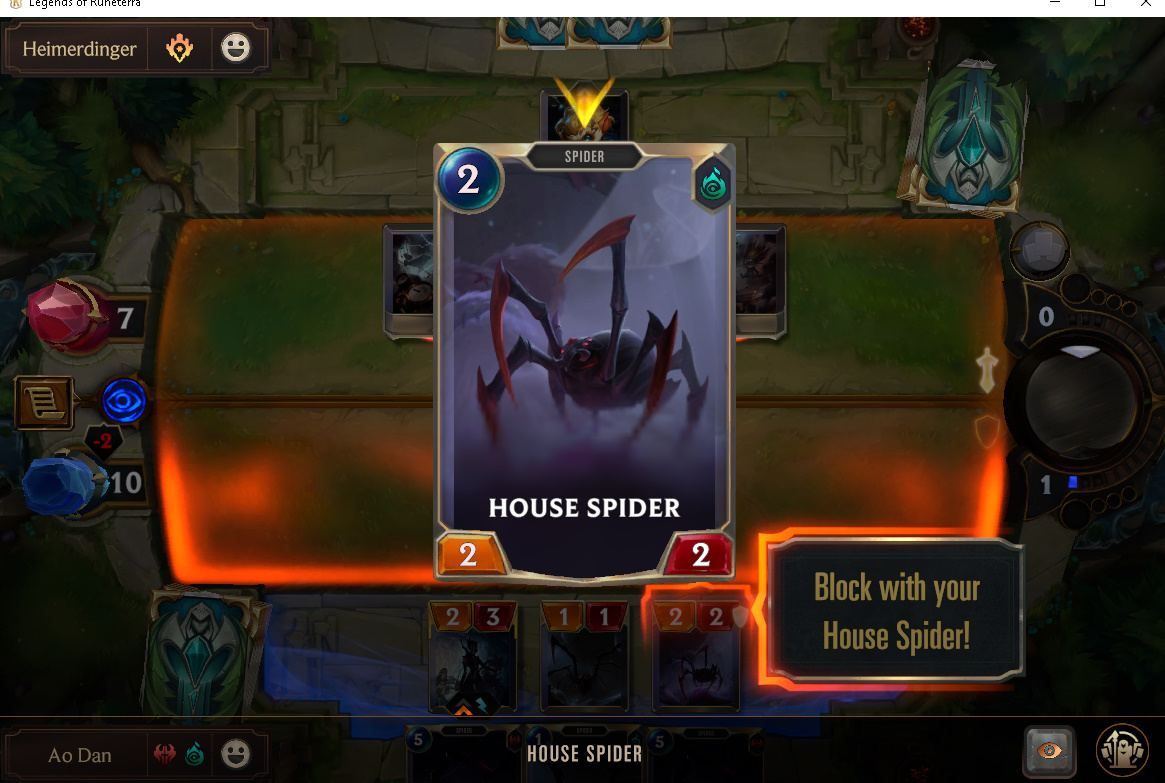 Legends of Runeterra
Heimerdinger
2
SPIDER
7
0
-2
10
1
HOUSE SPIDER
2
2
Block with your
House Spider!
2 3
1 1
2 2
Ao Dan
5
1
5
HOUSE SPIDER